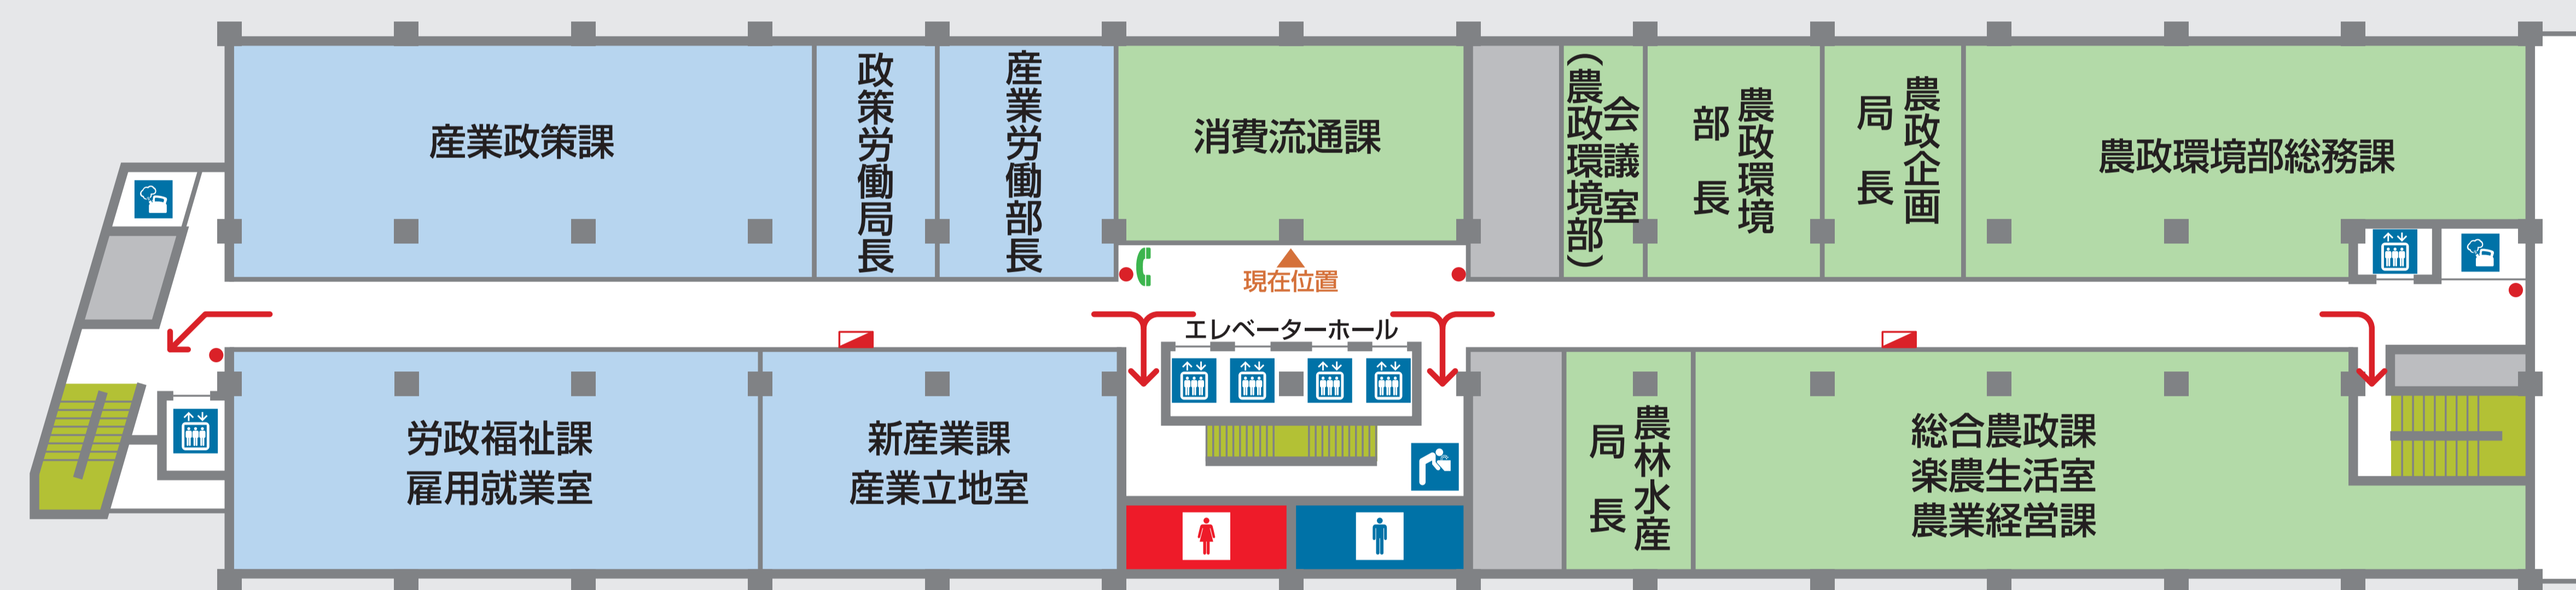 産業政策課
政策労働局長
産業労働部長
消費流通課
会議室
(農政環境部)
農政環境
部長
農政企画
局長
農政環境部総務課
現在位置
エレベーターホール
労政福祉課
雇用就業室
新産業課
産業立地室
農林水産
局長
総合農政課
楽農生活室
農業経営課